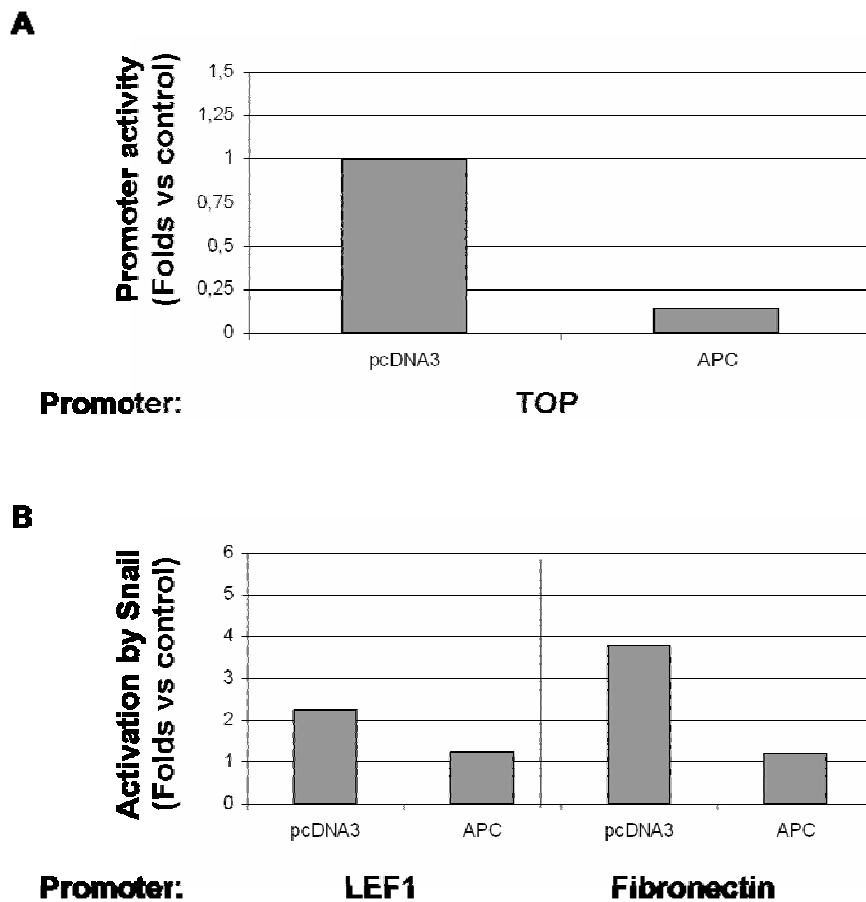 A
Promoter activity
(Folds vs control)
1,5
1,25
1
0,75
0,5
0,25
0
pcDNA3 APC
Promoter: TOP
B
Activation by Snail
(Folds vs control)
6
5
4
3
2
1
0
pcDNA3 APC pcDNA3 APC
Promoter: LEF1 Fibronectin